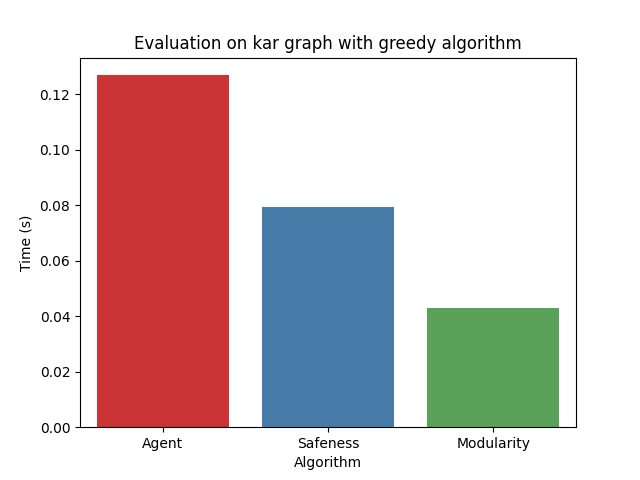 Evaluation on kar graph with greedy algorithm
Time (s)
0.12
0.10
0.08
0.06
0.04
0.02
0.00
Agent
Safeness
Modularity
Algorithm